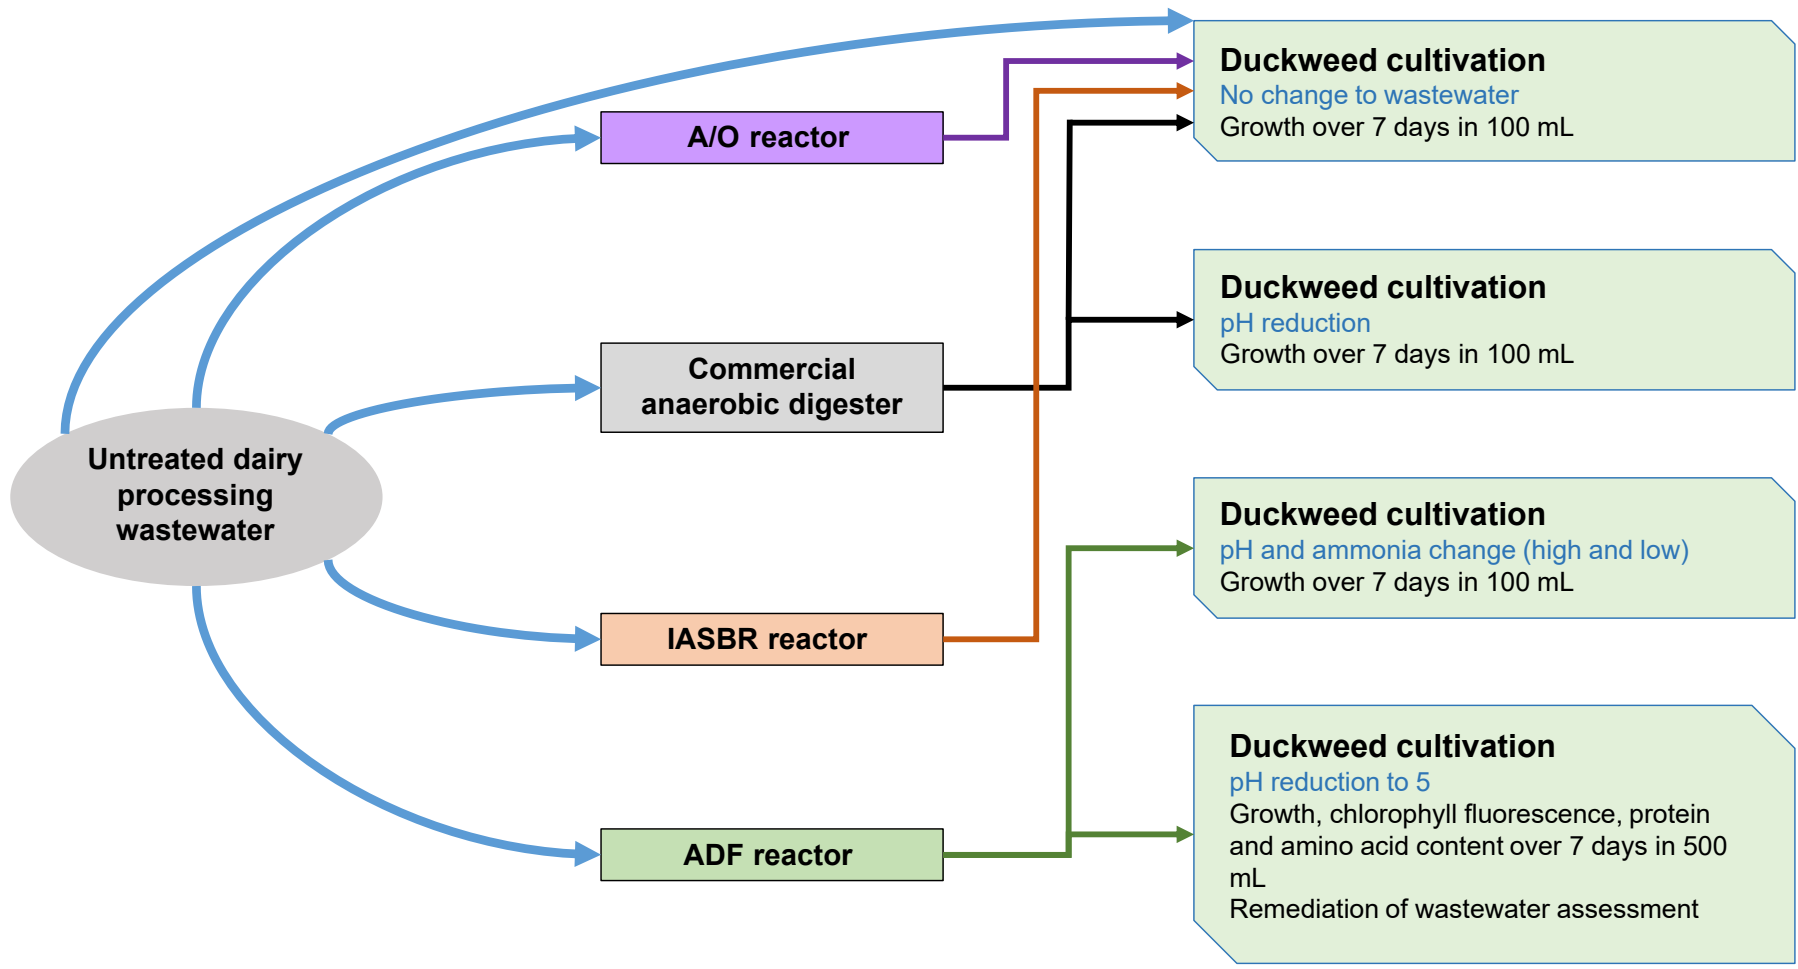 Untreated dairy
processing
wastewater
A/O reactor
Commercial
anaerobic digester
IASBR reactor
ADF reactor
Duckweed cultivation
No change to wastewater
Growth over 7 days in 100 mL
Duckweed cultivation
pH reduction
Growth over 7 days in 100 mL
Duckweed cultivation
pH and ammonia change (high and low)
Growth over 7 days in 100 mL
Duckweed cultivation
pH reduction to 5
Growth, chlorophyll fluorescence, protein
and amino acid content over 7 days in 500
mL
Remediation of wastewater assessment